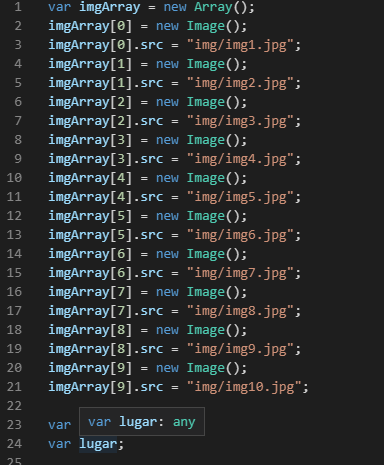 1 var imgArray = new Array();
2 imgArray[0] = new Image();
3 imgArray[0].src = "img/img1.jpg";
4 imgArray[1] = new Image();
5 imgArray[1].src = "img/img2.jpg";
6 imgArray[2] = new Image();
7 imgArray[2].src = "img/img3.jpg";
8 imgArray[3] = new Image();
9 imgArray[3].src = "img/img4.jpg";
10 imgArray[4] = new Image();
11 imgArray[4].src = "img/img5.jpg";
12 imgArray[5] = new Image();
13 imgArray[5].src = "img/img6.jpg";
14 imgArray[6] = new Image();
15 imgArray[6].src = "img/img7.jpg";
16 imgArray[7] = new Image();
17 imgArray[7].src = "img/img8.jpg";
18 imgArray[8] = new Image();
19 imgArray[8].src = "img/img9.jpg";
20 imgArray[9] = new Image();
21 imgArray[9].src = "img/img10.jpg";
22
23 var var lugar: any
24 var lugar;
25